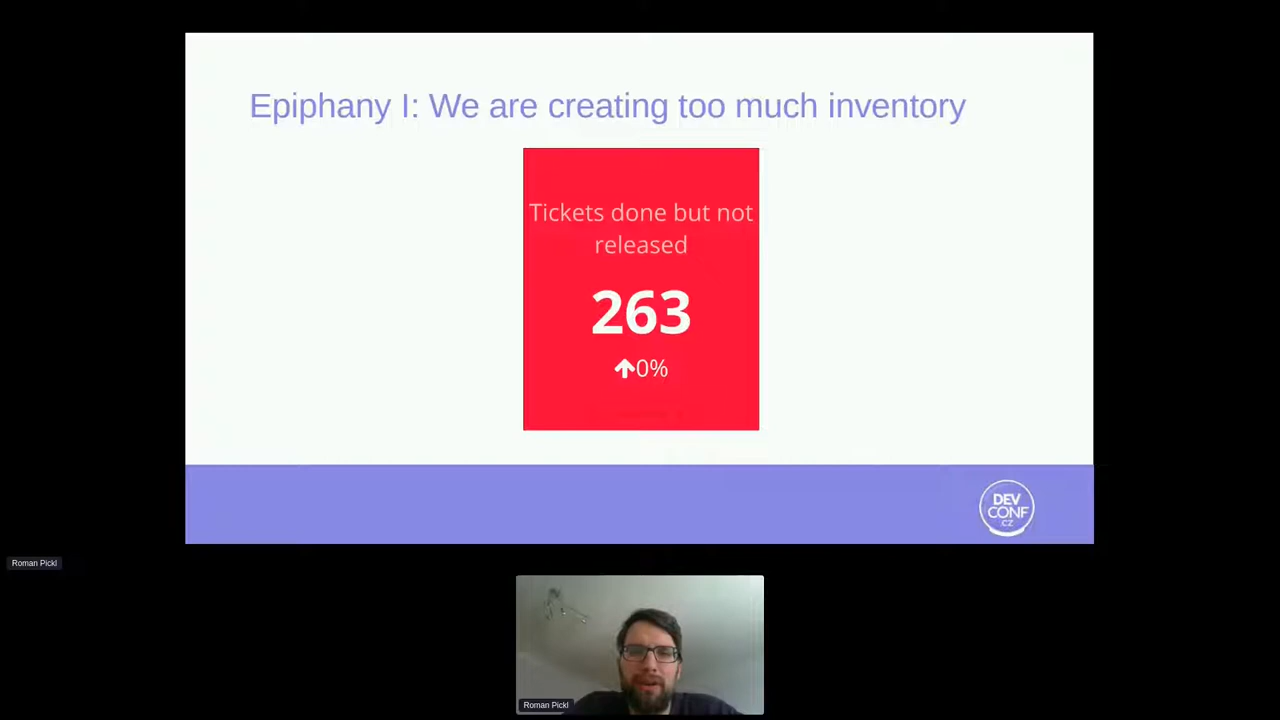 Epiphany I: We are creating too much inventory
Tickets done but not
released
263
0%
DEV
CONF
.CZ
Roman Pickl
Roman Pickl